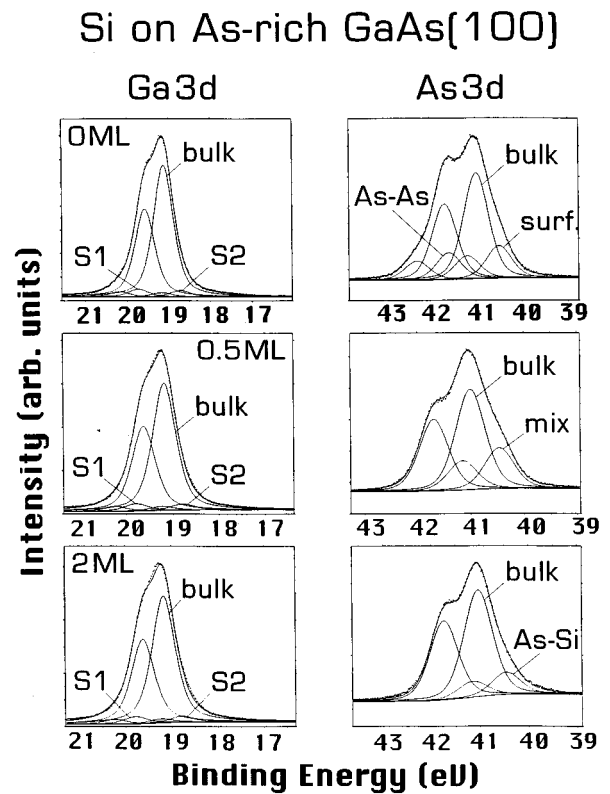 Si on As-rich GaAs(100)
Ga3d
As3d
0ML
bulk
S1
S2
21 20 19 18 17
As-As
bulk
surf.
43 42 41 40 39
0.5ML
bulk
S1
S2
21 20 19 18 17
bulk
mix
43 42 41 40 39
2ML
bulk
S1
S2
21 20 19 18 17
bulk
As-Si
43 42 41 40 39
Intensity (arb. units)
Binding Energy (eV)